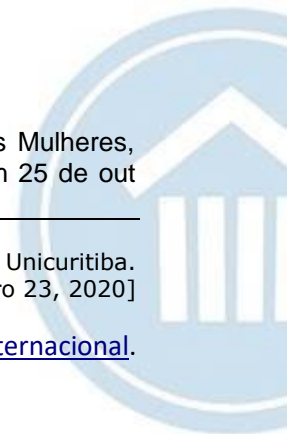 s Mulheres,
n 25 de out
Unicuritiba.
ro 23, 2020]
ternacional.